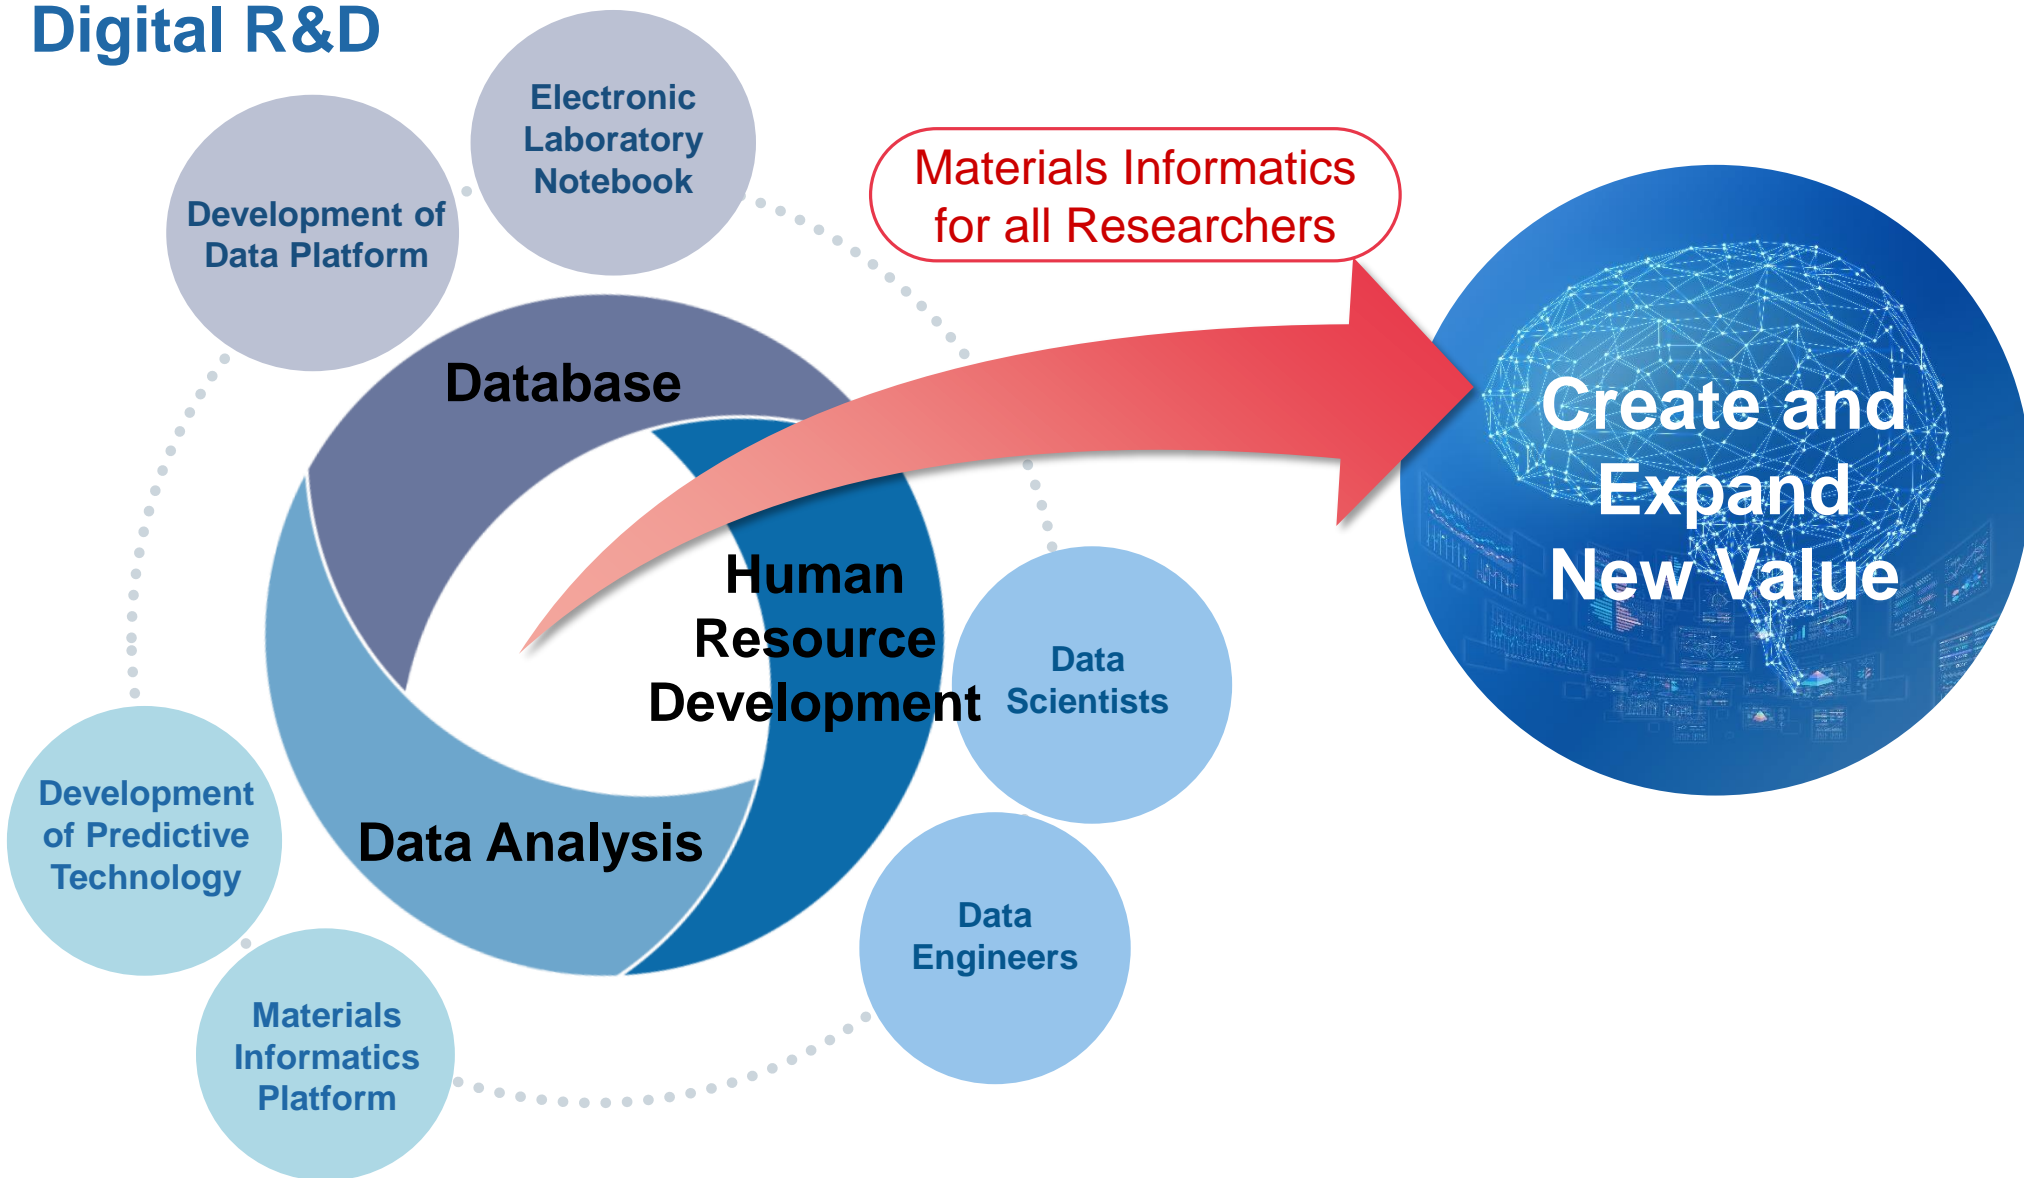 Digital R&D
Electronic
Laboratory
Notebook
Development of
Data Platform
Materials Informatics
for all Researchers
Database
Create and
Expand
New Value
Human
Resource
Development
Data
Scientists
Development
of Predictive
Technology
Data Analysis
Data
Engineers
Materials
Informatics
Platform